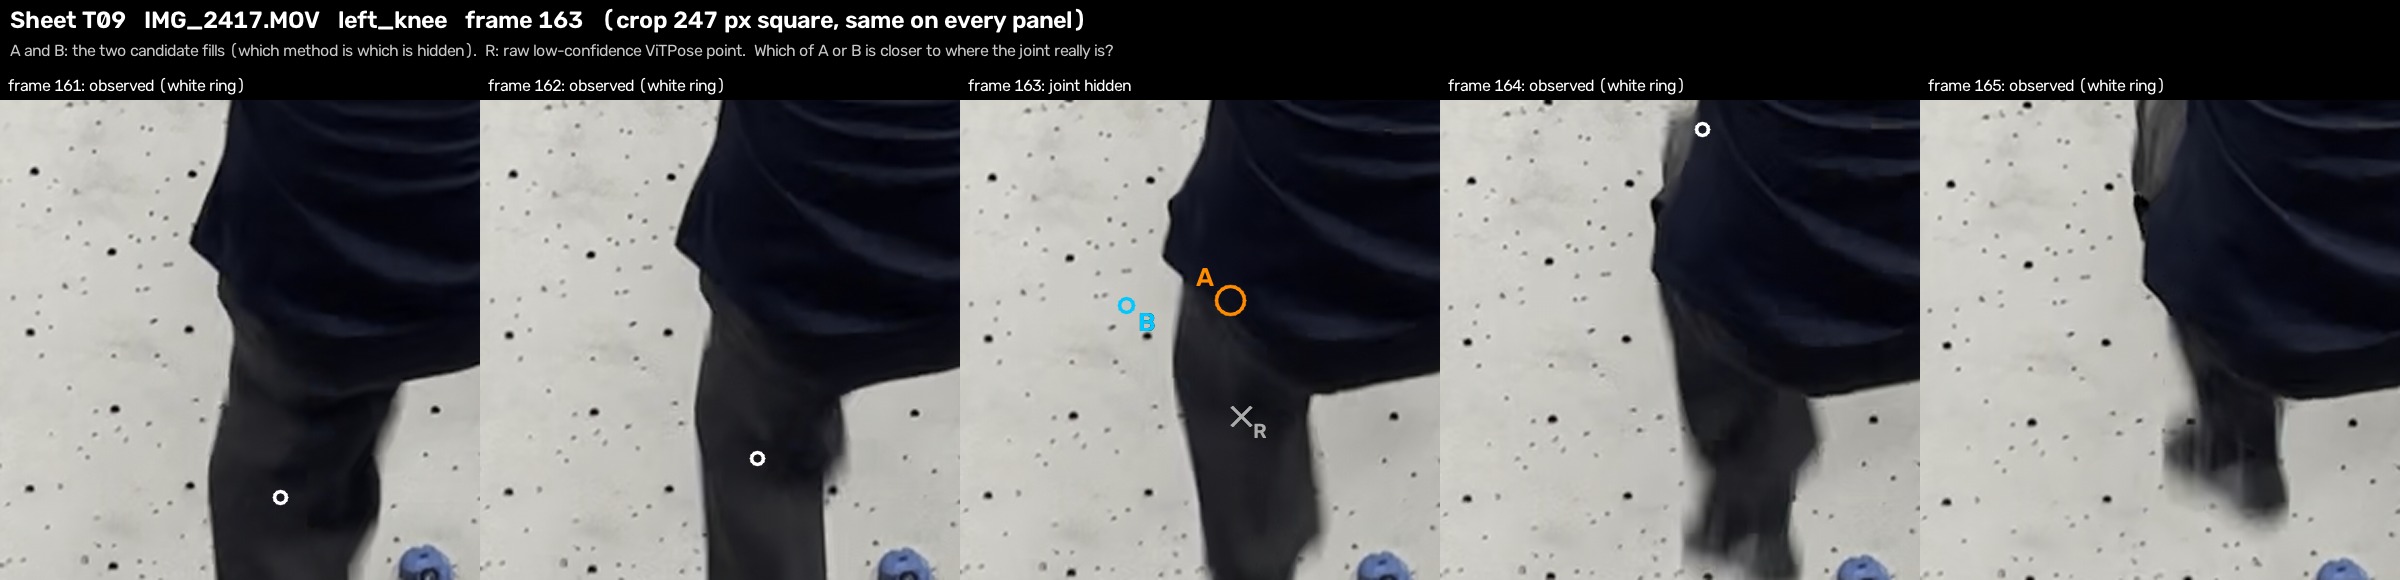 Sheet T09 IMG_2417.MOV left_knee frame 163 (crop 247 px square, same on every panel)
A and B: the two candidate fills (which method is which is hidden). R: raw low-confidence ViTPose point. Which of A or B is closer to where the joint really is?
frame 161: observed (white ring)
frame 162: observed (white ring)
frame 163: joint hidden
frame 164: observed (white ring)
frame 165: observed (white ring)
A
B
R